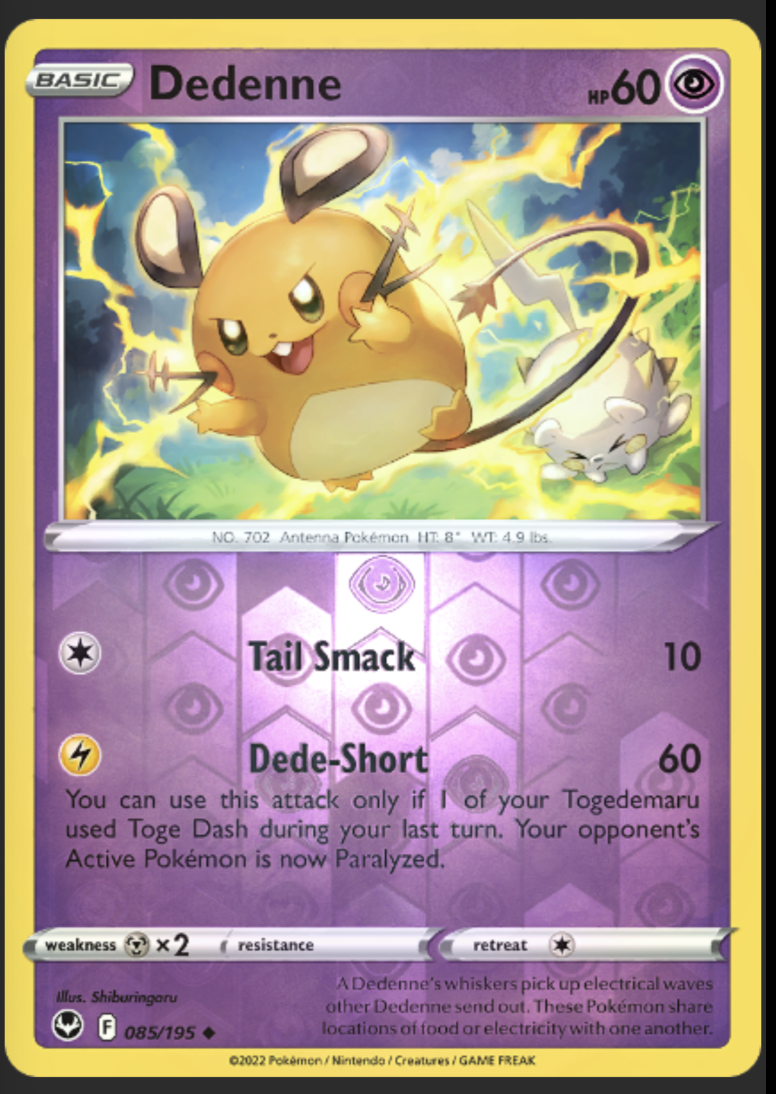 BASIC Dedenne HP60
NO. 702 Antenna Pokémon HT: 8" WT: 4.9 lbs.
Tail Smack 10
Dede-Short 60
You can use this attack only if 1 of your Togedemaru
used Toge Dash during your last turn. Your opponent's
Active Pokémon is now Paralyzed.
weakness ×2 resistance retreat
A Dedenne's whiskers pick up electrical waves
other Dedenne send out. These Pokémon share
locations of food or electricity with one another.
Illus. Shiburingaru
F 085/195
©2022 Pokémon / Nintendo / Creatures / GAME FREAK